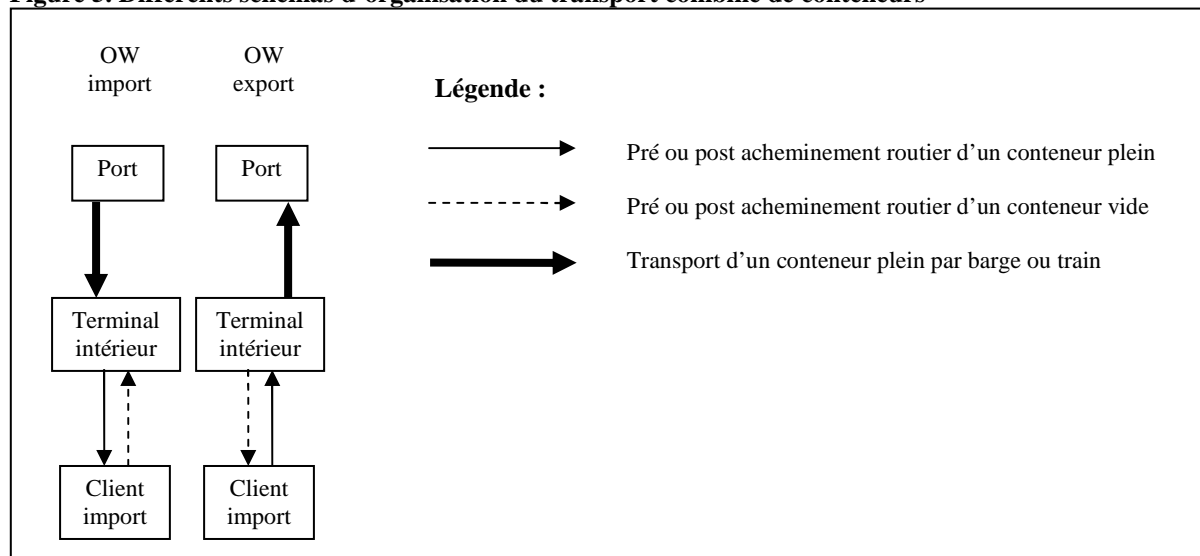 Figure 3. Différents schémas d'organisation du transport combiné de conteneurs
OW
import
OW
export
Légende :
Port
Port
Pré ou post acheminement routier d'un conteneur plein
Pré ou post acheminement routier d'un conteneur vide
Transport d'un conteneur plein par barge ou train
Terminal
intérieur
Terminal
intérieur
Client
import
Client
import